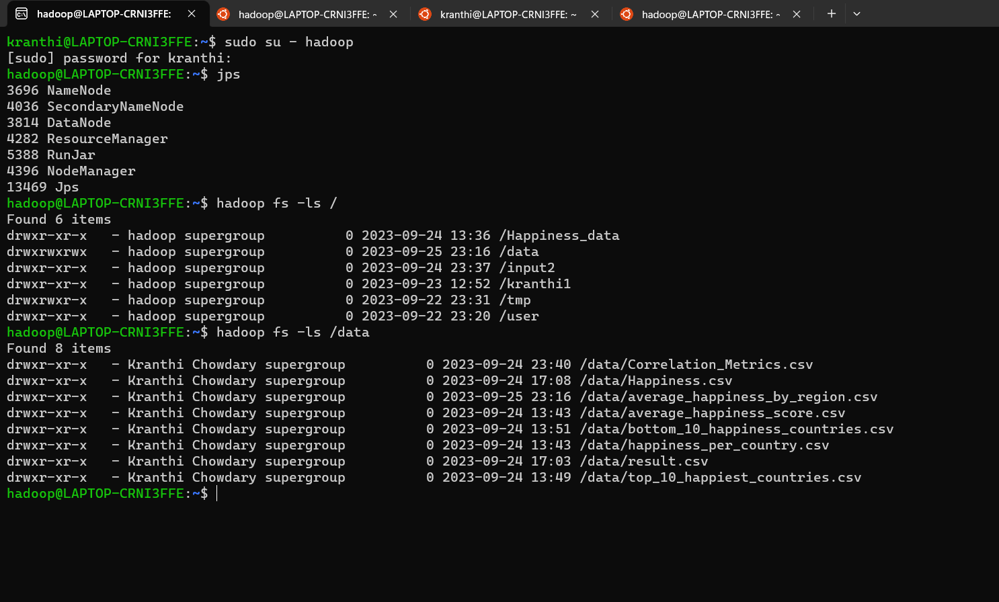 hadoop@LAPTOP-CRNI3FFE: hadoop@LAPTOP-CRNI3FFE: ~ kranthi@LAPTOP-CRNI3FFE: ~ hadoop@LAPTOP-CRNI3FFE: ~
kranthi@LAPTOP-CRNI3FFE:~$ sudo su - hadoop
[sudo] password for kranthi:
hadoop@LAPTOP-CRNI3FFE:~$ jps
3696 NameNode
4036 SecondaryNameNode
3814 DataNode
4282 ResourceManager
5388 RunJar
4396 NodeManager
13469 Jps
hadoop@LAPTOP-CRNI3FFE:~$ hadoop fs -ls /
Found 6 items
drwxr-xr-x   - hadoop supergroup          0 2023-09-24 13:36 /Happiness_data
drwxrwxrwx   - hadoop supergroup          0 2023-09-25 23:16 /data
drwxr-xr-x   - hadoop supergroup          0 2023-09-24 23:37 /input2
drwxr-xr-x   - hadoop supergroup          0 2023-09-23 12:52 /kranthi1
drwxrwxr-x   - hadoop supergroup          0 2023-09-22 23:31 /tmp
drwxr-xr-x   - hadoop supergroup          0 2023-09-22 23:20 /user
hadoop@LAPTOP-CRNI3FFE:~$ hadoop fs -ls /data
Found 8 items
drwxr-xr-x   - Kranthi Chowdary supergroup          0 2023-09-24 23:40 /data/Correlation_Metrics.csv
drwxr-xr-x   - Kranthi Chowdary supergroup          0 2023-09-24 17:08 /data/Happiness.csv
drwxr-xr-x   - Kranthi Chowdary supergroup          0 2023-09-25 23:16 /data/average_happiness_by_region.csv
drwxr-xr-x   - Kranthi Chowdary supergroup          0 2023-09-24 13:43 /data/average_happiness_score.csv
drwxr-xr-x   - Kranthi Chowdary supergroup          0 2023-09-24 13:51 /data/bottom_10_happiness_countries.csv
drwxr-xr-x   - Kranthi Chowdary supergroup          0 2023-09-24 13:43 /data/happiness_per_country.csv
drwxr-xr-x   - Kranthi Chowdary supergroup          0 2023-09-24 17:03 /data/result.csv
drwxr-xr-x   - Kranthi Chowdary supergroup          0 2023-09-24 13:49 /data/top_10_happiest_countries.csv
hadoop@LAPTOP-CRNI3FFE:~$